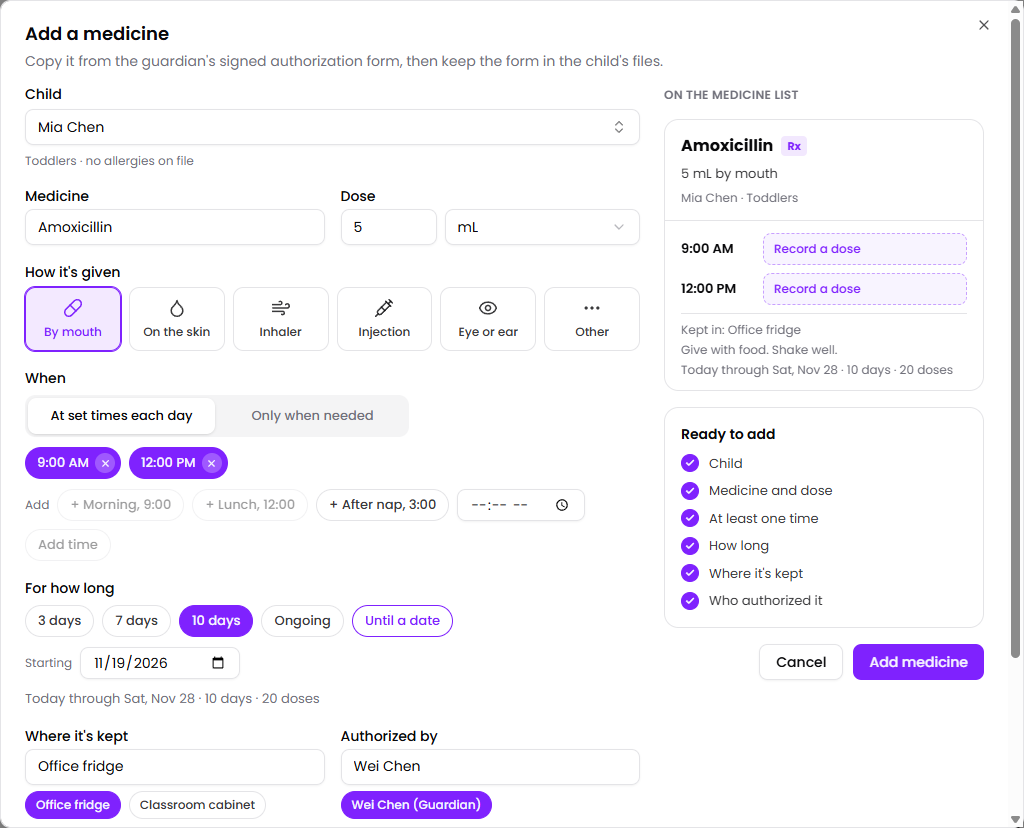 Add a medicine
Copy it from the guardian's signed authorization form, then keep the form in the child's files.
Child
Mia Chen
Toddlers · no allergies on file
Medicine
Dose
Amoxicillin
5
mL
How it's given
By mouth
On the skin
Inhaler
Injection
Eye or ear
Other
When
At set times each day
Only when needed
9:00 AM
12:00 PM
Add
+ Morning, 9:00
+ Lunch, 12:00
+ After nap, 3:00
--:-- --
Add time
For how long
3 days
7 days
10 days
Ongoing
Until a date
Starting
11/19/2026
Today through Sat, Nov 28 · 10 days · 20 doses
Where it's kept
Authorized by
Office fridge
Wei Chen
Office fridge
Classroom cabinet
Wei Chen (Guardian)
ON THE MEDICINE LIST
Amoxicillin Rx
5 mL by mouth
Mia Chen · Toddlers
9:00 AM
Record a dose
12:00 PM
Record a dose
Kept in: Office fridge
Give with food. Shake well.
Today through Sat, Nov 28 · 10 days · 20 doses
Ready to add
Child
Medicine and dose
At least one time
How long
Where it's kept
Who authorized it
Cancel
Add medicine